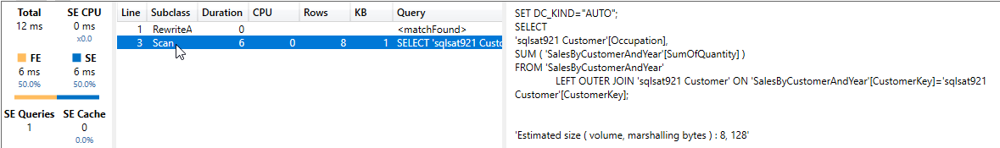 Total SE CPU
12 ms 0 ms
x0.0
FE SE
6 ms 6 ms
50.0% 50.0%
SE Queries SE Cache
1 0
0.0%
Line Subclass Duration CPU Rows KB Query
1 RewriteA 0 <matchFound>
3 Scan 6 0 8 1 SELECT 'sqlsat921 Custo
SET DC_KIND="AUTO";
SELECT
'sqlsat921 Customer'[Occupation],
SUM ( 'SalesByCustomerAndYear'[SumOfQuantity] )
FROM 'SalesByCustomerAndYear'
LEFT OUTER JOIN 'sqlsat921 Customer' ON 'SalesByCustomerAndYear'[CustomerKey]='sqlsat921
Customer'[CustomerKey];
'Estimated size ( volume, marshalling bytes ) : 8, 128'